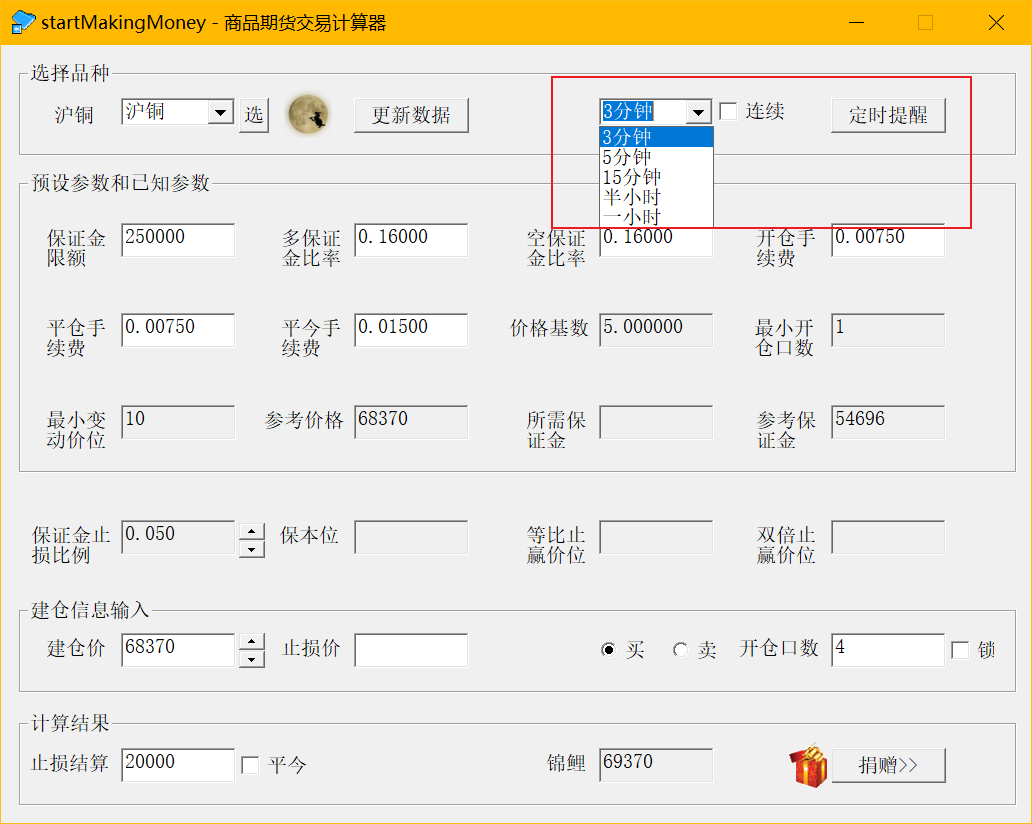 startMakingMoney - 商品期货交易计算器
选择品种
沪铜 沪铜 选 更新数据 3分钟 连续 定时提醒
3分钟
5分钟
15分钟
半小时
一小时
预设参数和已知参数
保证金限额 250000 多保证金比率 0.16000 空保证金比率 0.16000 开仓手续费 0.00750
平仓手续费 0.00750 平今手续费 0.01500 价格基数 5.000000 最小开仓口数 1
最小变动价位 10 参考价格 68370 所需保证金 参考保证金 54696
保证金止损比例 0.050 保本位 等比止赢价位 双倍止赢价位
建仓信息输入
建仓价 68370 止损价 买 卖 开仓口数 4 锁
计算结果
止损结算 20000 平今 锦鲤 69370 捐赠>>